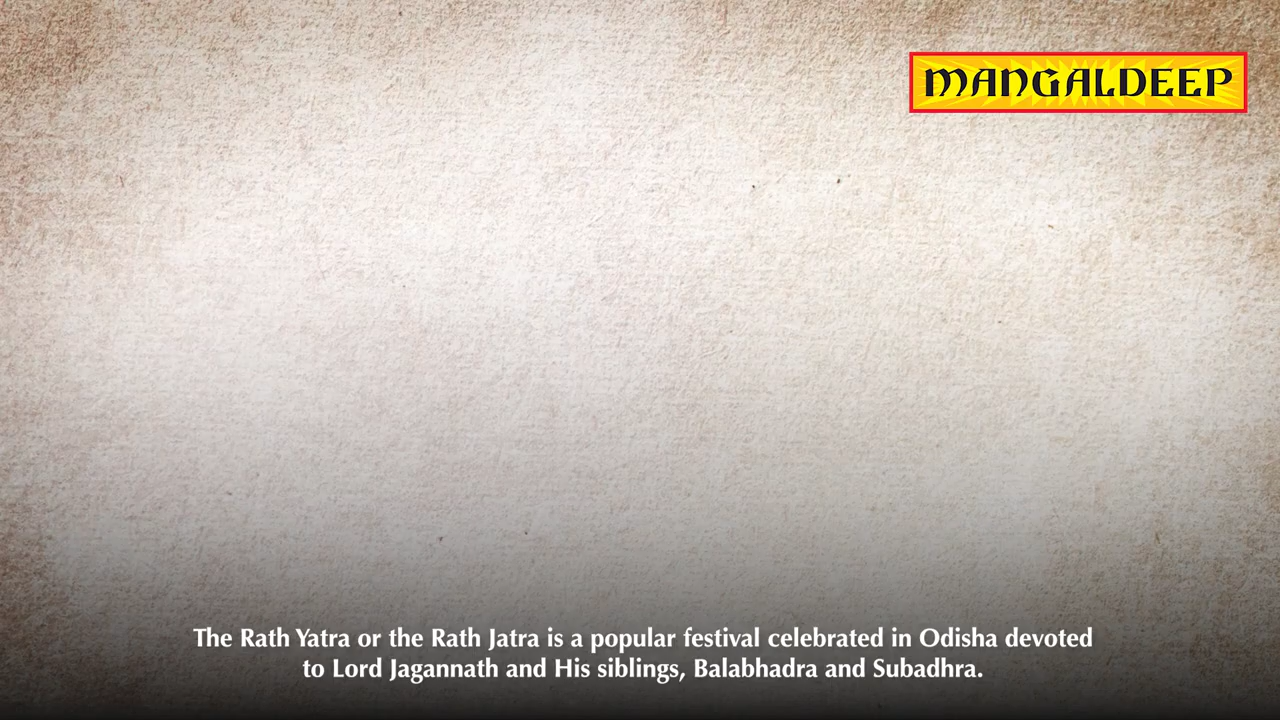 MANGALDEEP
The Rath Yatra or the Rath Jatra is a popular festival celebrated in Odisha devoted
to Lord Jagannath and His siblings, Balabhadra and Subadhra.